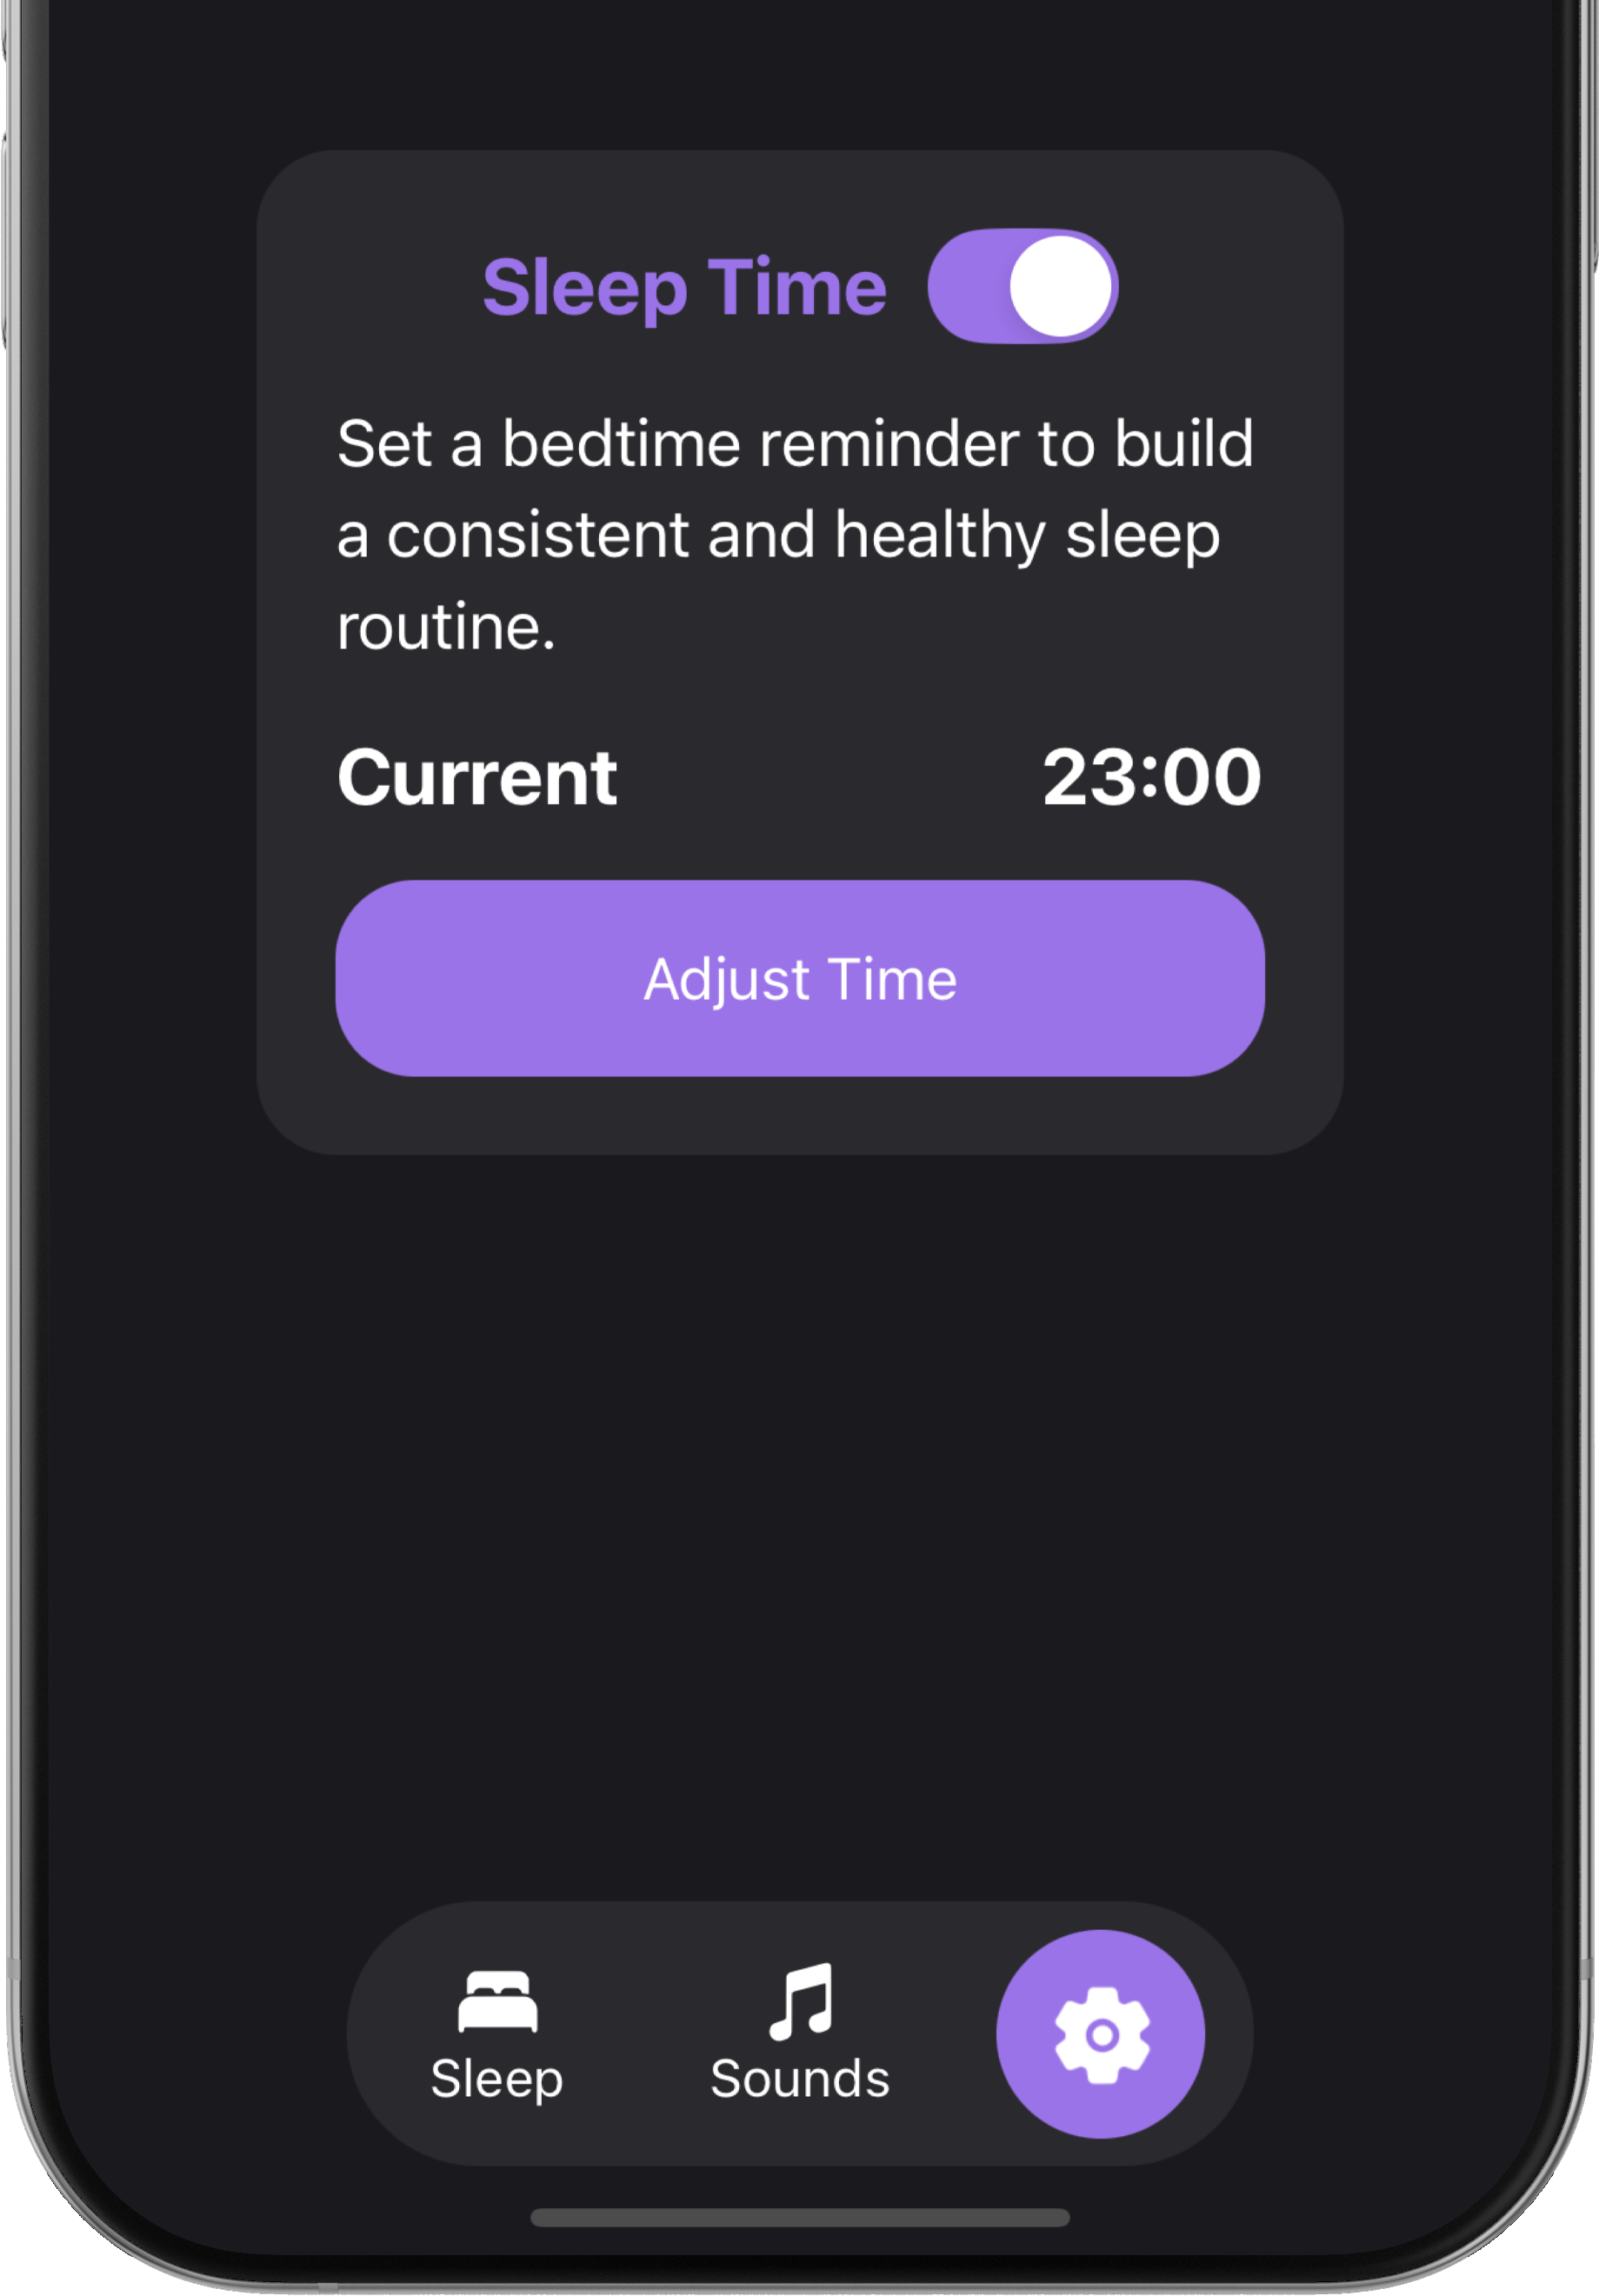 Sleep Time
Set a bedtime reminder to build
a consistent and healthy sleep
routine.
Current 23:00
Adjust Time
Sleep Sounds